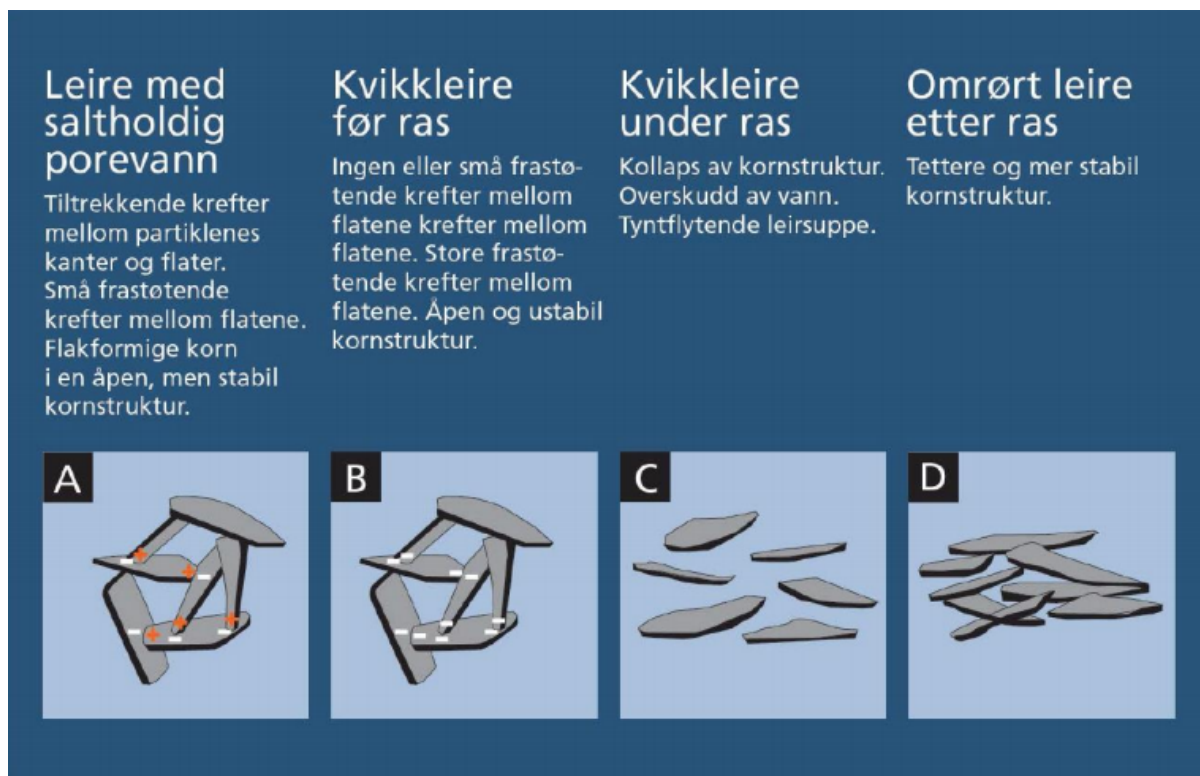 Leire med
saltholdig
porevann
Tiltrekkende krefter
mellom partiklenes
kanter og flater.
Små frastøtende
krefter mellom flatene.
Flakformige korn
i en åpen, men stabil
kornstruktur.
Kvikkleire
før ras
Ingen eller små frastø-
tende krefter mellom
flatene krefter mellom
flatene. Store frastø-
tende krefter mellom
flatene. Åpen og ustabil
kornstruktur.
Kvikkleire
under ras
Kollaps av kornstruktur.
Overskudd av vann.
Tyntflytende leirsuppe.
Omrørt leire
etter ras
Tettere og mer stabil
kornstruktur.
A
B
C
D